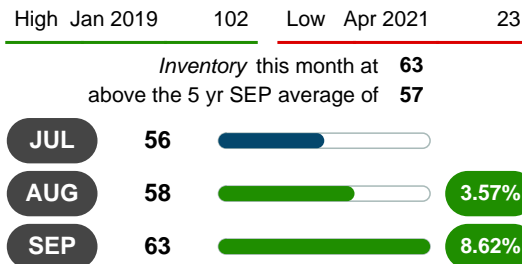 High Jan 2019 102 Low Apr 2021 23
Inventory this month at 63
above the 5 yr SEP average of 57
JUL 56
AUG 58 3.57%
SEP 63 8.62%